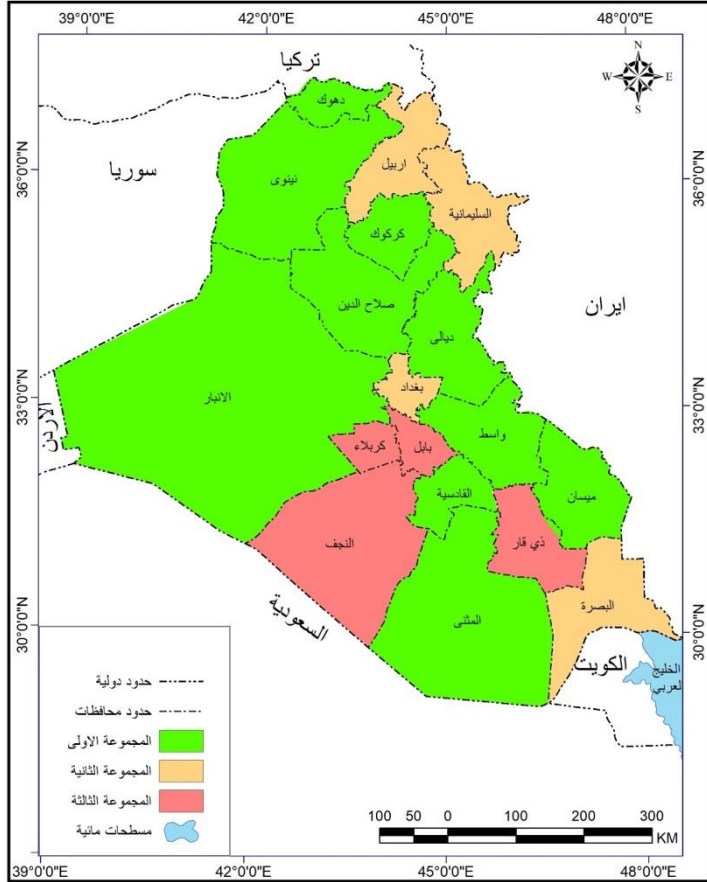 39°0'0"E
42°0'0"E
45°0'0"E
48°0'0"E
N
W
E
S
تركيا
دهوك
اربيل
36°0'0"N
36°0'0"N
سوريا
نينوى
السليمانية
كركوك
صلاح الدين
ايران
ديالى
بغداد
الانبار
33°0'0"N
33°0'0"N
الاردن
واسط
بابل
كربلاء
القادسية
ميسان
ذي قار
النجف
البصرة
المثنى
السعودية
30°0'0"N
30°0'0"N
الكويت
الخليج
العربي
حدود دولية
حدود محافظات
المجموعة الاولى
المجموعة الثانية
المجموعة الثالثة
مسطحات مائية
100 50 0 100 200 300
KM
39°0'0"E
42°0'0"E
45°0'0"E
48°0'0"E